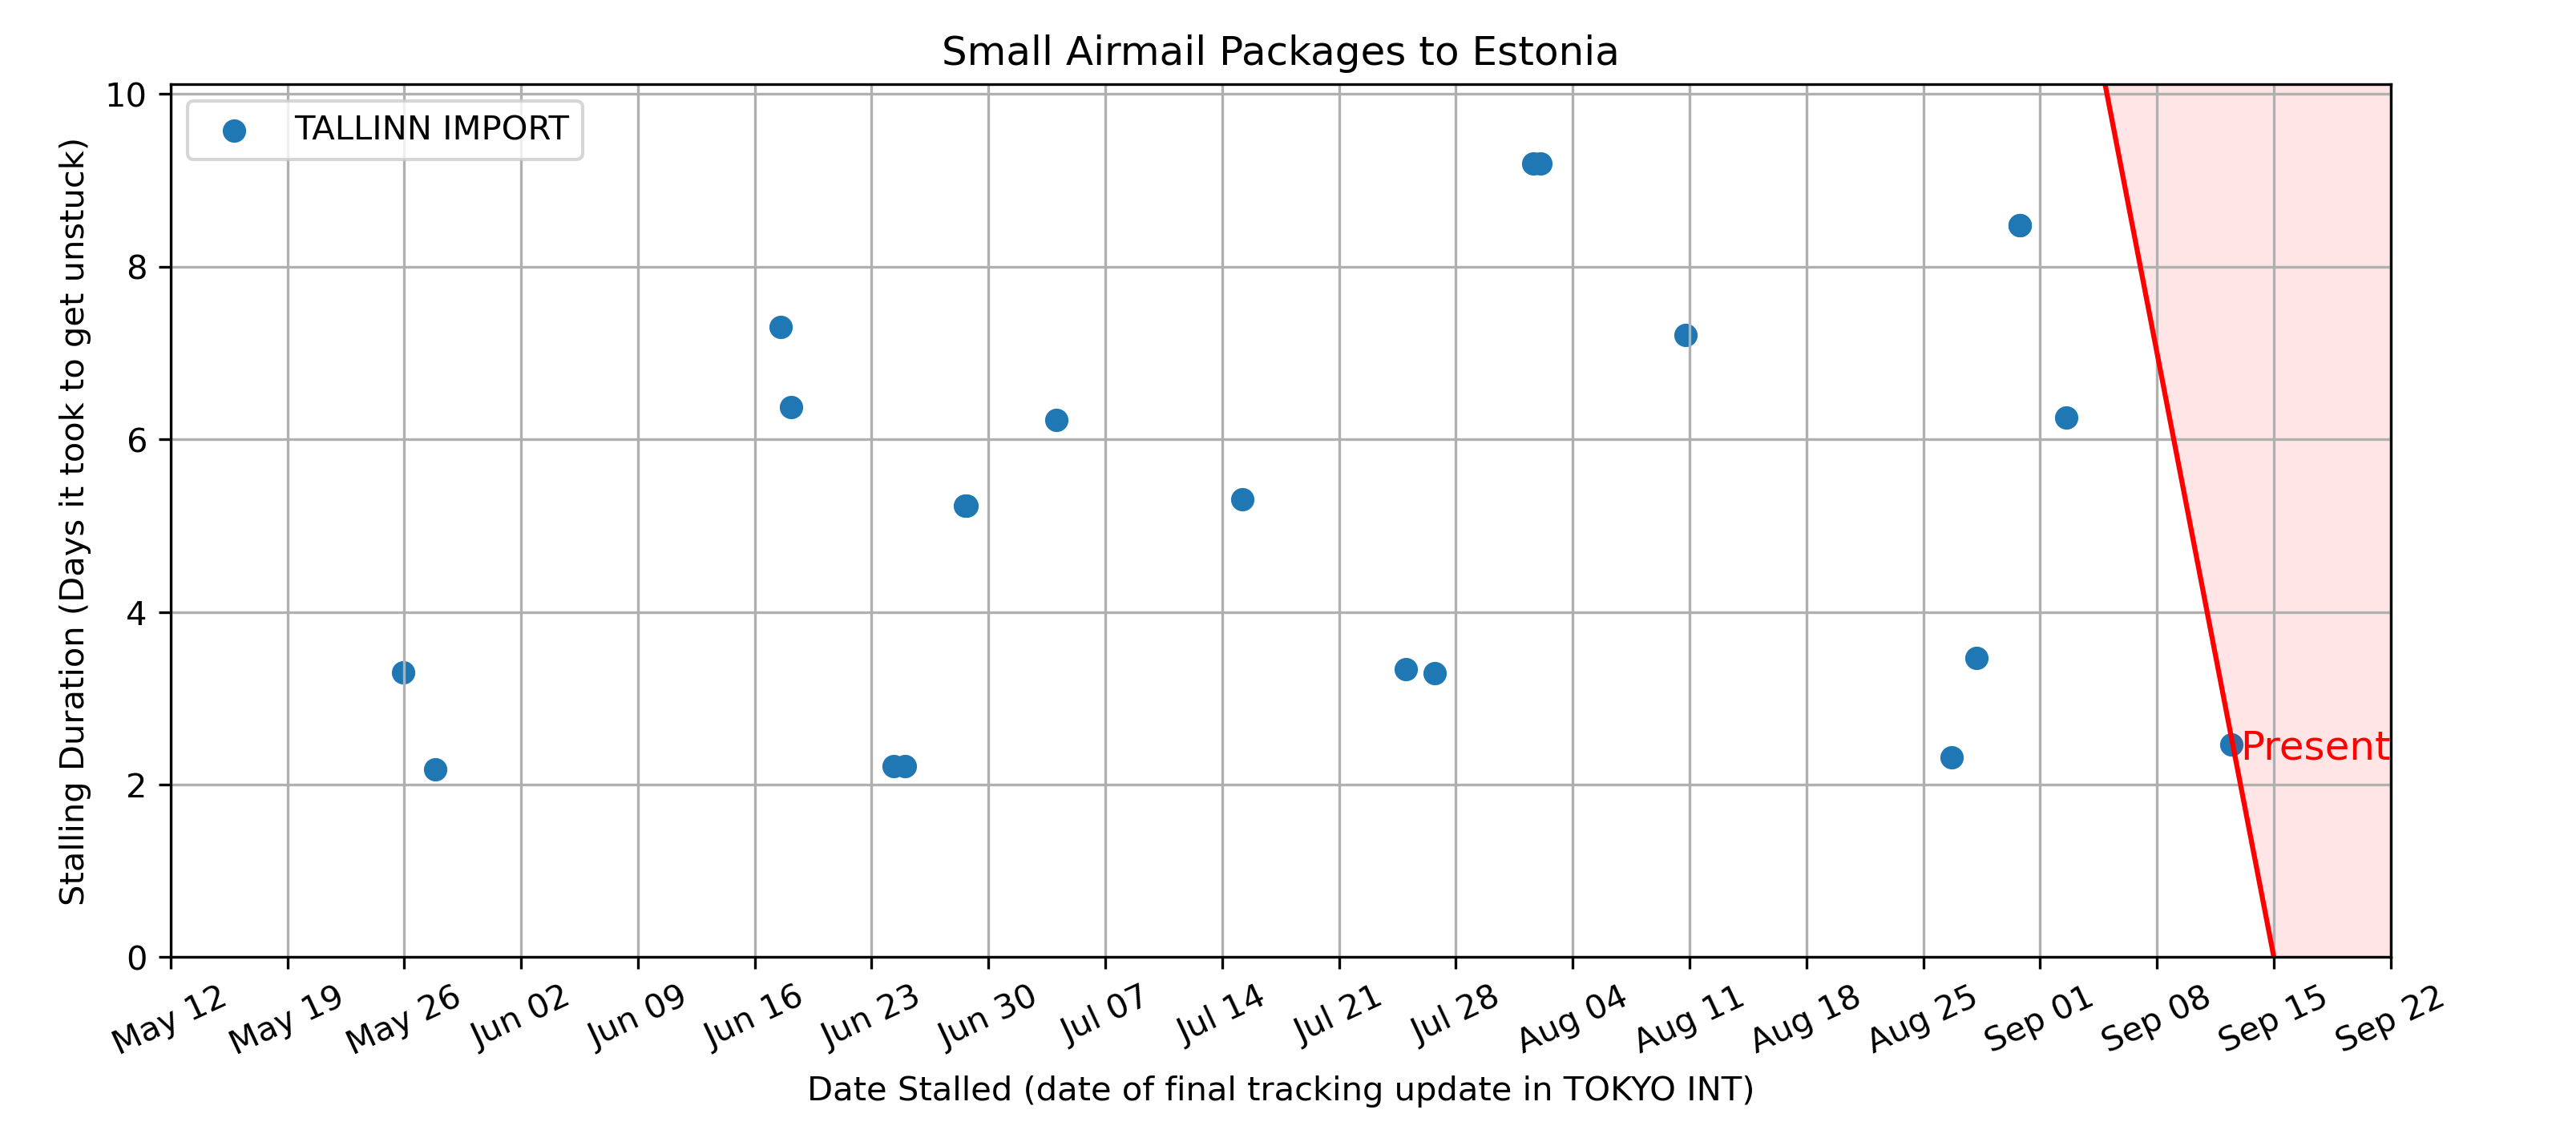 Small Airmail Packages to Estonia
TALLINN IMPORT
Stalling Duration (Days it took to get unstuck)
10
8
6
4
2
0
Present
May 12 May 19 May 26 Jun 02 Jun 09 Jun 16 Jun 23 Jun 30 Jul 07 Jul 14 Jul 21 Jul 28 Aug 04 Aug 11 Aug 18 Aug 25 Sep 01 Sep 08 Sep 15 Sep 22
Date Stalled (date of final tracking update in TOKYO INT)